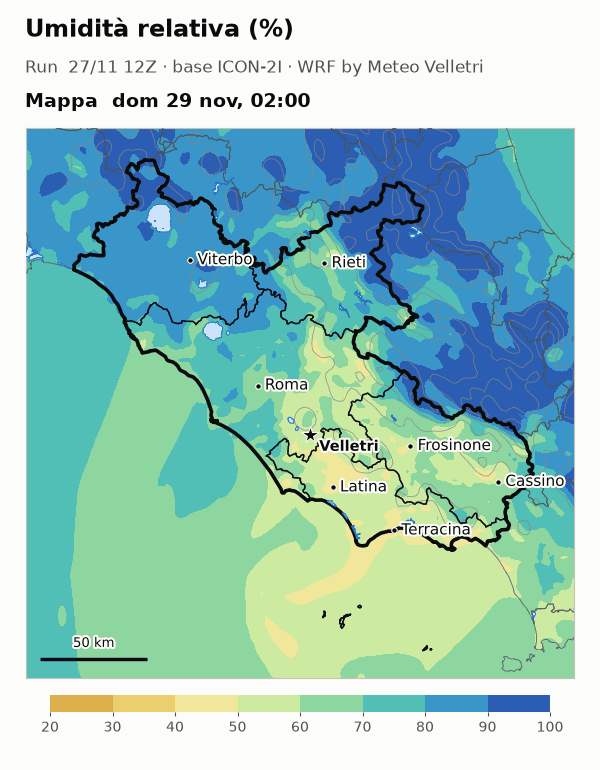 Umidità relativa (%)
Run  27/11 12Z · base ICON-2I · WRF by Meteo Velletri
Mappa  dom 29 nov, 02:00
Viterbo
Rieti
Roma
Velletri
Frosinone
Cassino
Latina
Terracina
50 km
20 30 40 50 60 70 80 90 100